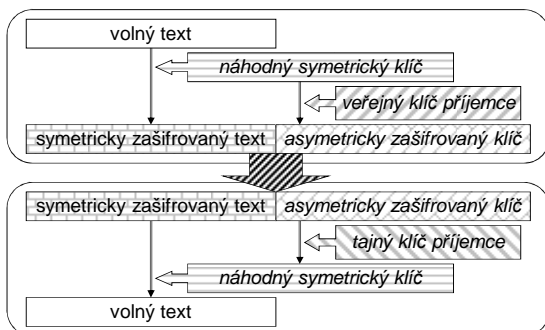 volný text
náhodný symetrický klíč
veřejný klíč příjemce
symetricky zašifrovaný text asymetricky zašifrovaný klíč
symetricky zašifrovaný text asymetricky zašifrovaný klíč
tajný klíč příjemce
náhodný symetrický klíč
volný text